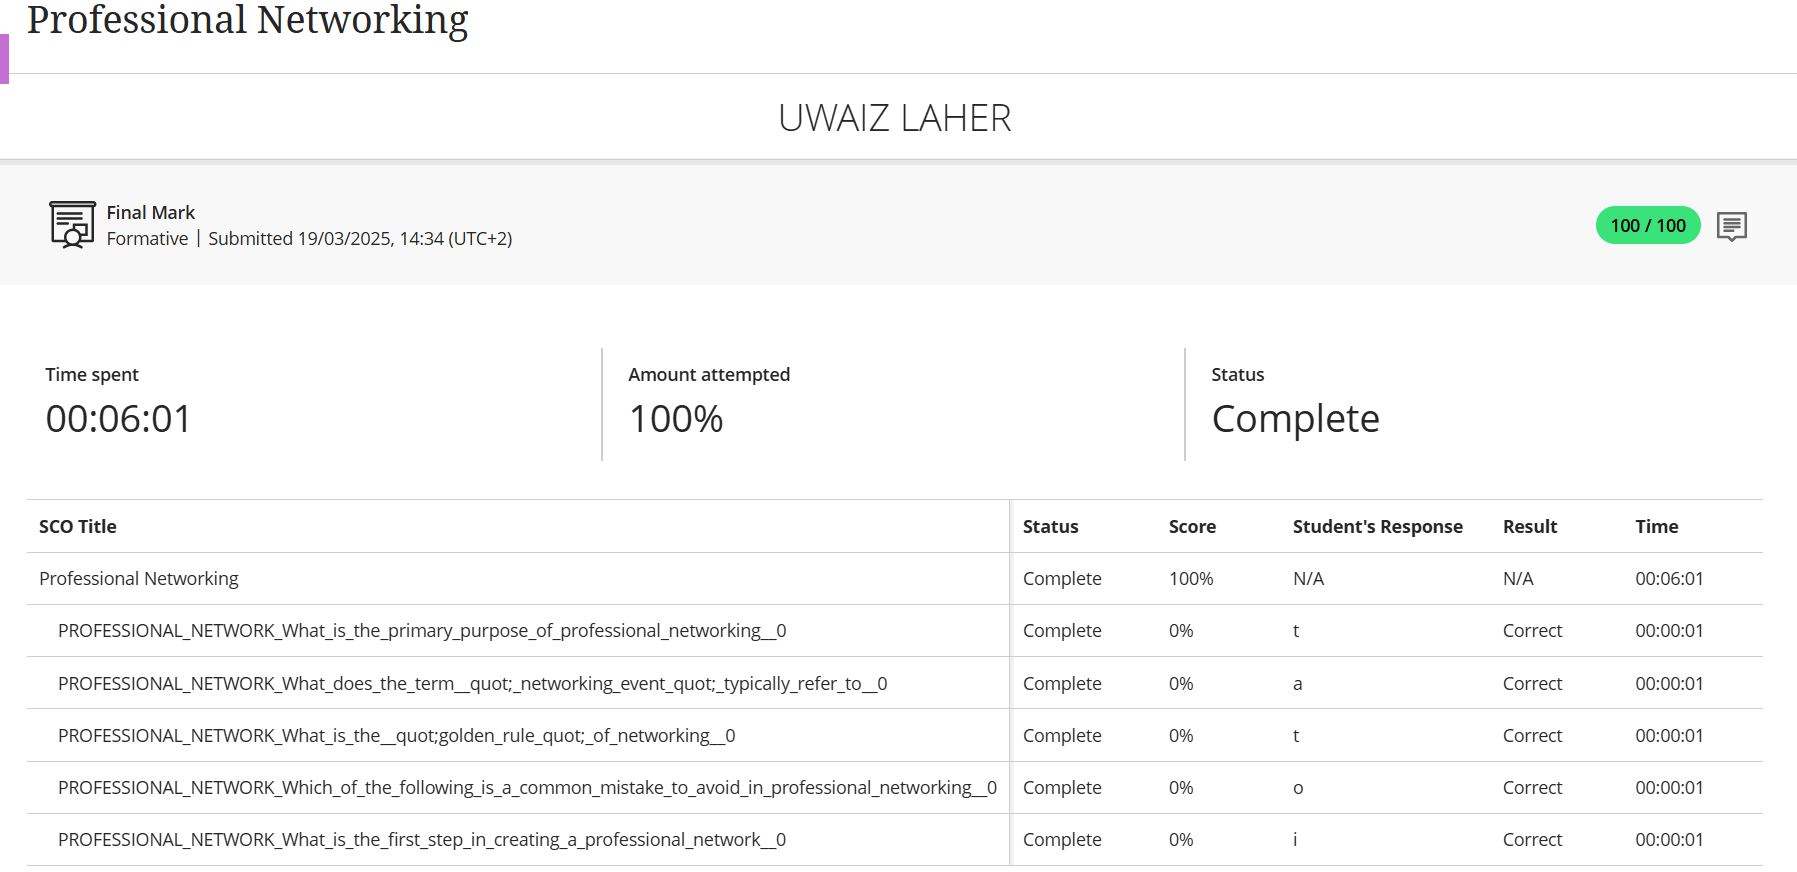 Professional Networking
UWAIZ LAHER
Final Mark
Formative | Submitted 19/03/2025, 14:34 (UTC+2)
100 / 100
Time spent
00:06:01
Amount attempted
100%
Status
Complete
SCO Title Status Score Student's Response Result Time
Professional Networking Complete 100% N/A N/A 00:06:01
PROFESSIONAL_NETWORK_What_is_the_primary_purpose_of_professional_networking__0 Complete 0% t Correct 00:00:01
PROFESSIONAL_NETWORK_What_does_the_term__quot;_networking_event_quot;_typically_refer_to__0 Complete 0% a Correct 00:00:01
PROFESSIONAL_NETWORK_What_is_the__quot;golden_rule_quot;_of_networking__0 Complete 0% t Correct 00:00:01
PROFESSIONAL_NETWORK_Which_of_the_following_is_a_common_mistake_to_avoid_in_professional_networking__0 Complete 0% o Correct 00:00:01
PROFESSIONAL_NETWORK_What_is_the_first_step_in_creating_a_professional_network__0 Complete 0% i Correct 00:00:01